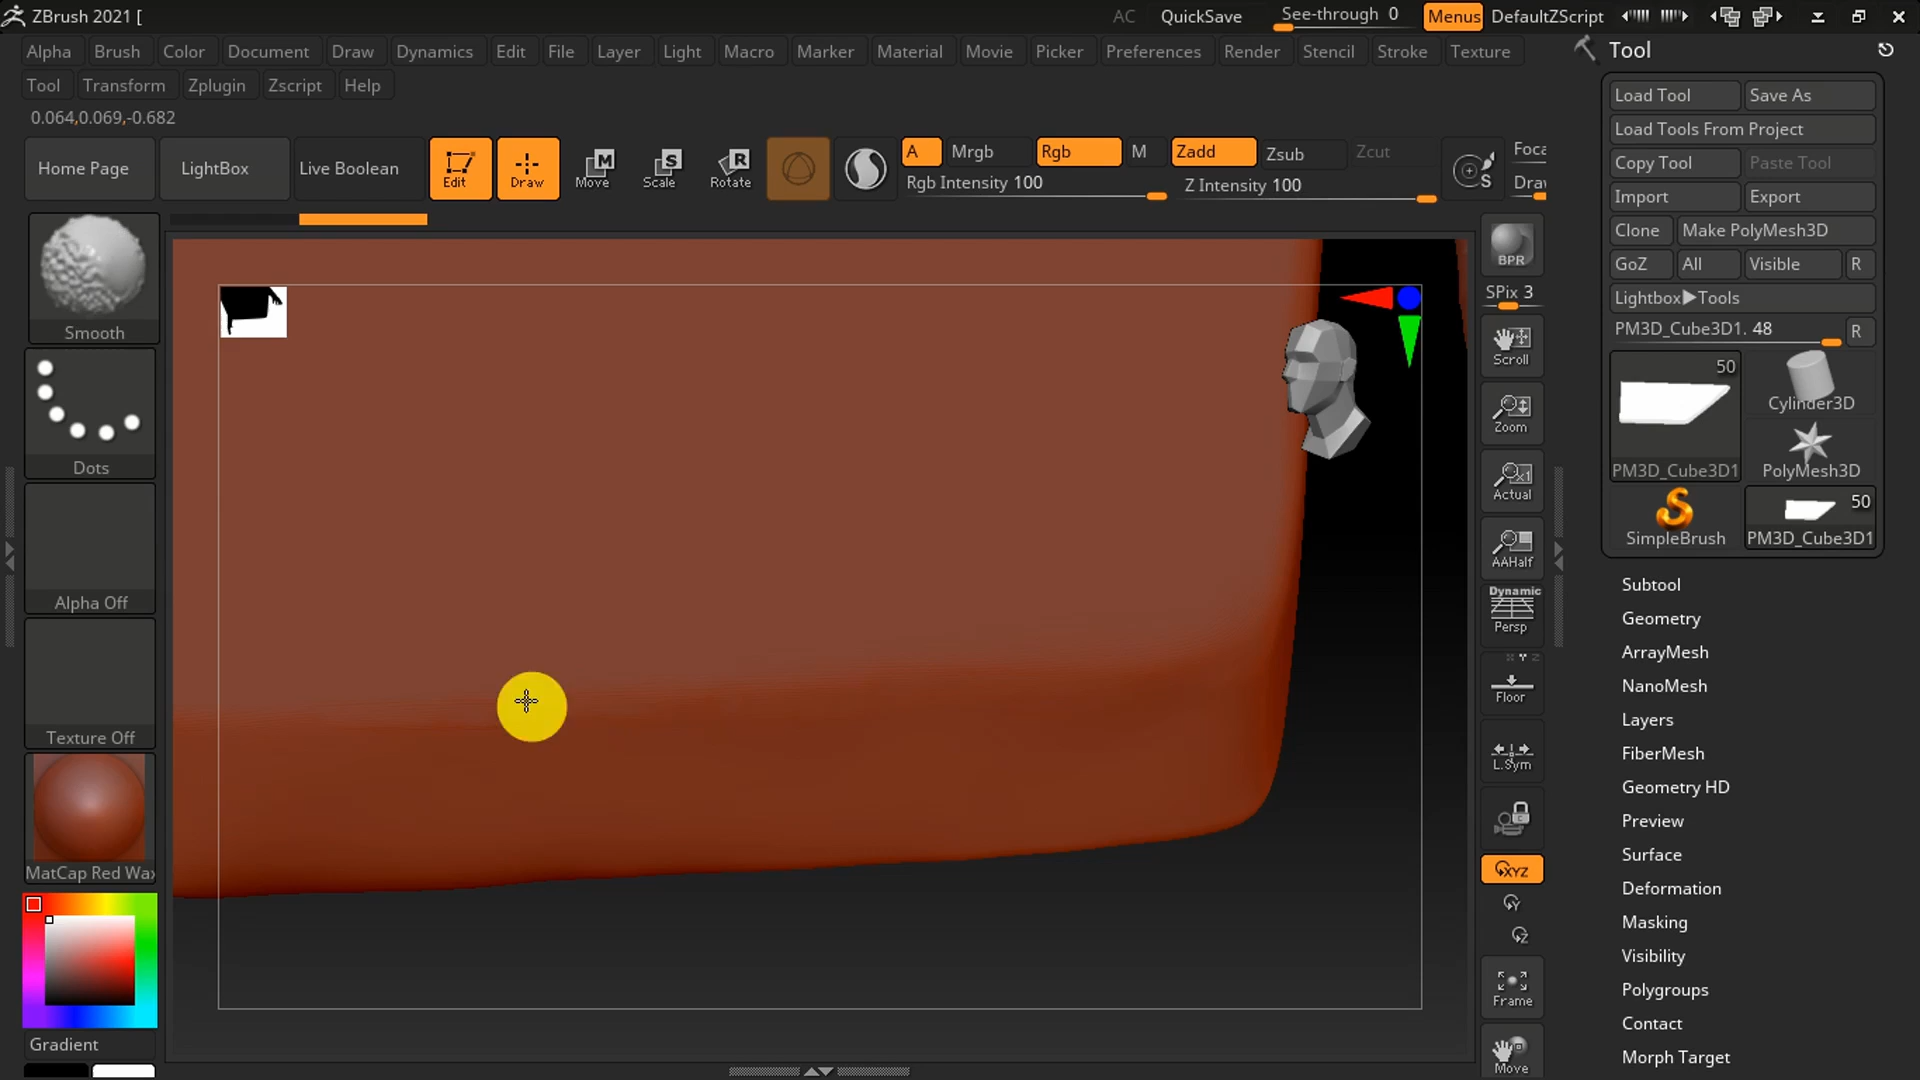 ZBrush 2021 [
AC QuickSave See-through 0 Menus DefaultZScript
Alpha Brush Color Document Draw Dynamics Edit File Layer Light Macro Marker Material Movie Picker Preferences Render Stencil Stroke Texture
Tool Transform Zplugin Zscript Help
0.064,0.069,-0.682
Home Page LightBox Live Boolean Edit Draw Move Scale Rotate
M S R
A Mrgb Rgb M Zadd Zsub Zcut
Rgb Intensity 100 Z Intensity 100
S
Foca
Drav
Smooth
Dots
Alpha Off
Texture Off
MatCap Red Wax
Gradient
BPR
SPix 3
Scroll
Zoom
x1
Actual
AAHalf
Dynamic
Persp
X Y Z
Floor
L.Sym
XYZ
Y
Z
Frame
Move
Tool
Load Tool Save As
Load Tools From Project
Copy Tool Paste Tool
Import Export
Clone Make PolyMesh3D
GoZ All Visible R
Lightbox▶Tools
PM3D_Cube3D1. 48 R
50
PM3D_Cube3D1
Cylinder3D
PolyMesh3D
SimpleBrush
50
PM3D_Cube3D1
Subtool
Geometry
ArrayMesh
NanoMesh
Layers
FiberMesh
Geometry HD
Preview
Surface
Deformation
Masking
Visibility
Polygroups
Contact
Morph Target